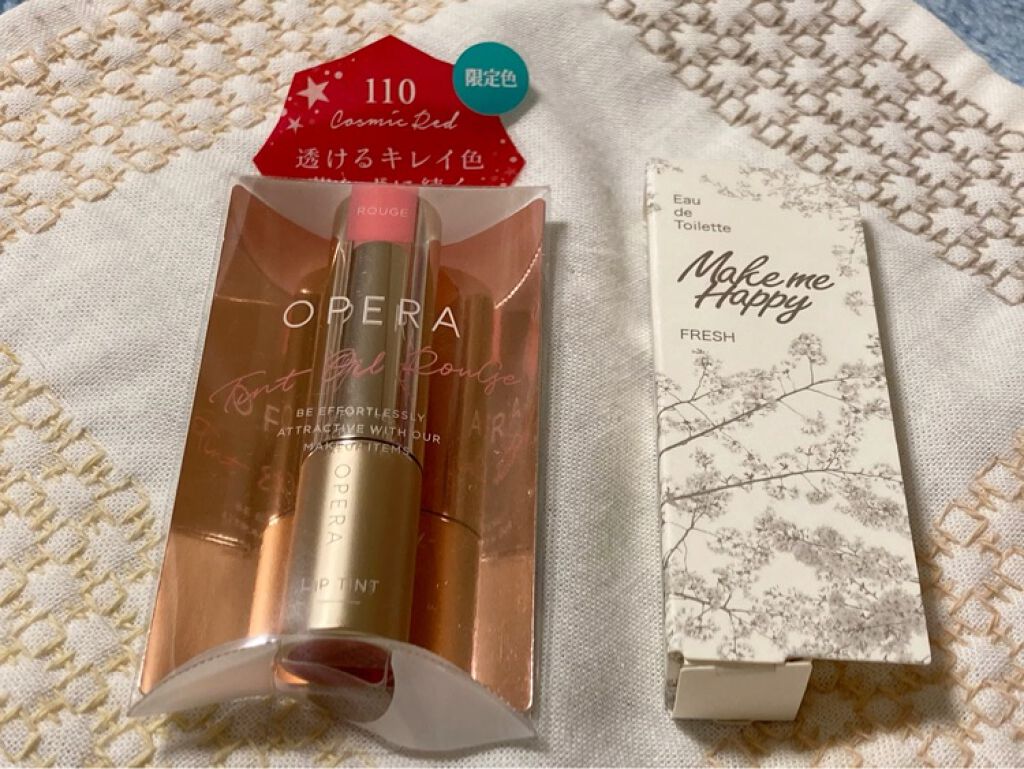 110
限定色
Cosmic Red
透けるキレイ色
ROUGE
OPERA
Tint Gel Rouge
BE EFFORTLESSLY
ATTRACTIVE WITH OUR
MAKEUP ITEMS
OPERA
LIP TINT
Eau
de
Toilette
Make me
Happy
FRESH